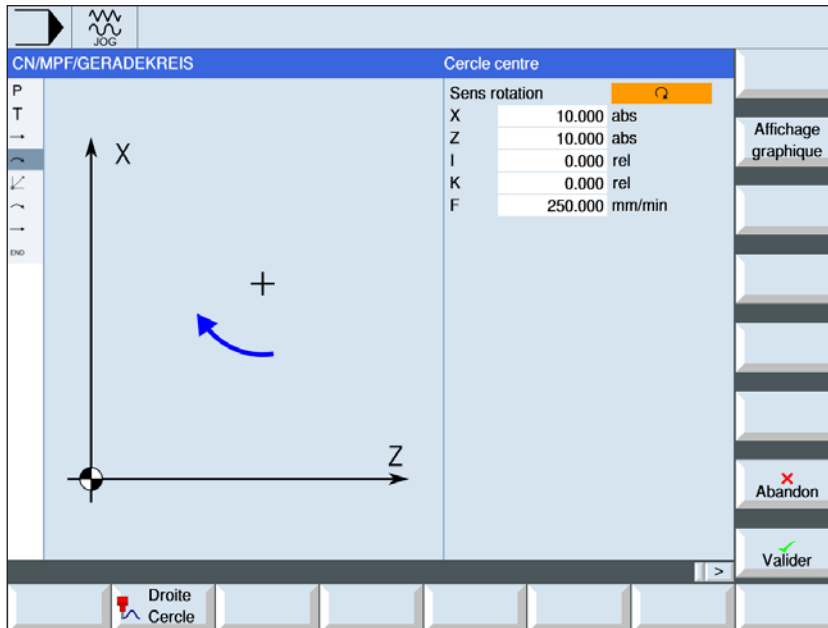 JOG
CN/MPF/GERADEKREIS
Cercle centre
P
T
END
X
Z
Sens rotation
X 10.000 abs
Z 10.000 abs
I 0.000 rel
K 0.000 rel
F 250.000 mm/min
Affichage
graphique
Abandon
Valider
>
Droite
Cercle